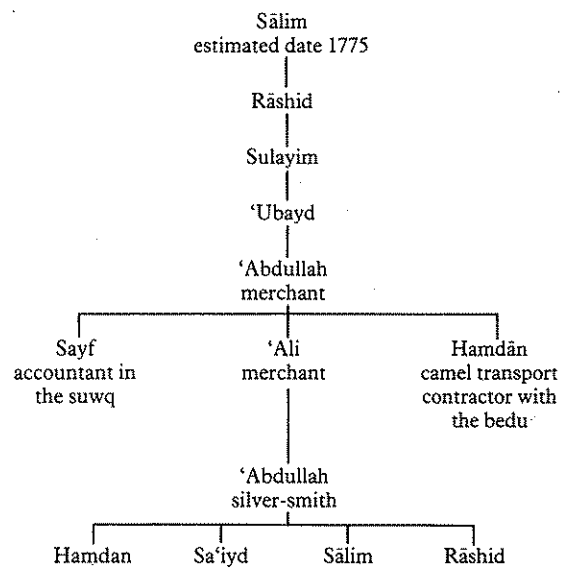 Sālim
estimated date 1775
Rāshid
Sulayim
‘Ubayd
‘Abdullah
merchant
Sayf
accountant in
the suwq
‘Ali
merchant
Hamdān
camel transport
contractor with
the bedu
‘Abdullah
silver-smith
Hamdan Sa‘iyd Sālim Rāshid